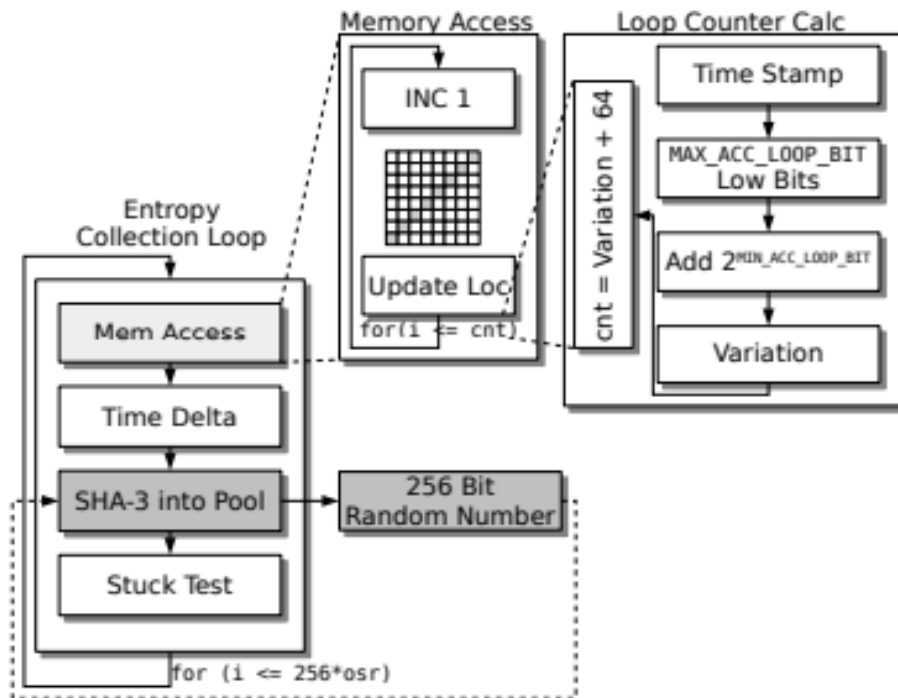 Memory Access
Loop Counter Calc
INC 1
Update Loc
for(i <= cnt)
cnt = Variation + 64
Time Stamp
MAX_ACC_LOOP_BIT
Low Bits
Add 2^MIN_ACC_LOOP_BIT
Variation
Entropy
Collection Loop
Mem Access
Time Delta
SHA-3 into Pool
Stuck Test
for (i <= 256*osr)
256 Bit
Random Number